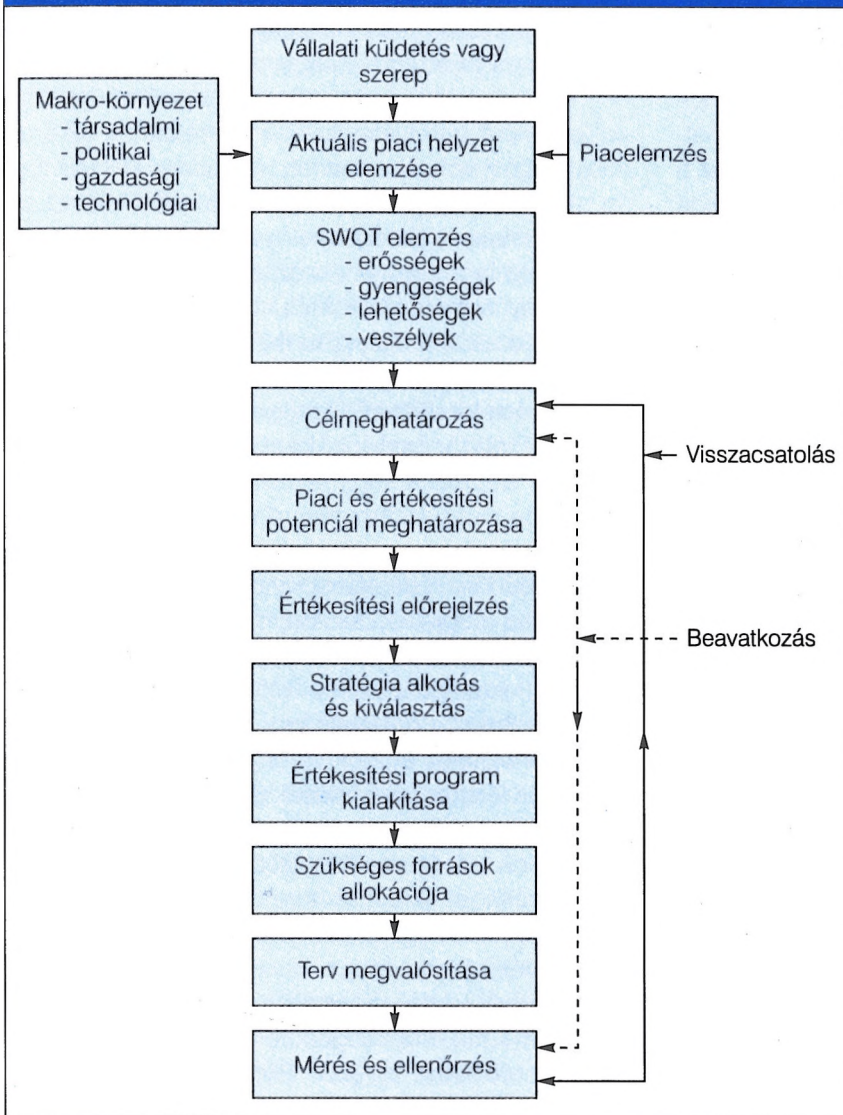 Vállalati küldetés vagy
szerep
Makro-környezet
- társadalmi
- politikai
- gazdasági
- technológiai
Aktuális piaci helyzet
elemzése
Piacelemzés
SWOT elemzés
- erősségek
- gyengeségek
- lehetőségek
- veszélyek
Célmeghatározás
Visszacsatolás
Piaci és értékesítési
potenciál meghatározása
Értékesítési előrejelzés
Beavatkozás
Stratégia alkotás
és kiválasztás
Értékesítési program
kialakítása
Szükséges források
allokációja
Terv megvalósítása
Mérés és ellenőrzés